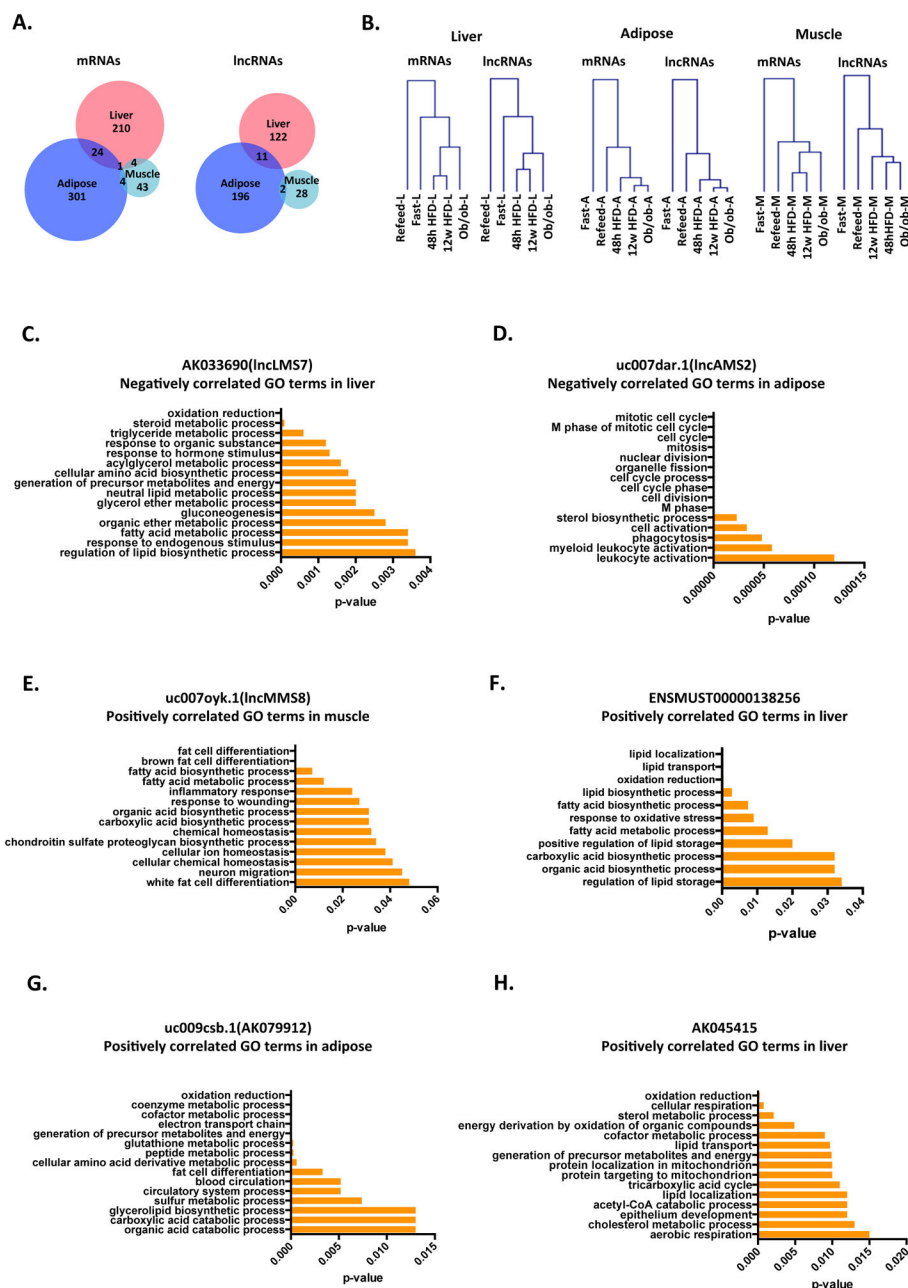 A.
mRNAs
lncRNAs
Liver
210
24
1
4
4
Muscle
43
Adipose
301
Liver
122
11
Adipose
196
2
Muscle
28
B.
Liver
Adipose
Muscle
mRNAs
lncRNAs
mRNAs
lncRNAs
mRNAs
lncRNAs
Refeed-L
Fast-L
48h HFD-L
12w HFD-L
Ob/ob-L
Refeed-L
Fast-L
48h HFD-L
12w HFD-L
Ob/ob-L
Fast-A
Refeed-A
48h HFD-A
12w HFD-A
Ob/ob-A
Fast-A
Refeed-A
48h HFD-A
12w HFD-A
Ob/ob-A
Fast-M
Refeed-M
48h HFD-M
12w HFD-M
Ob/ob-M
Fast-M
Refeed-M
12w HFD-M
48hHFD-M
Ob/ob-M
C.
AK033690(lncLMS7)
Negatively correlated GO terms in liver
oxidation reduction
steroid metabolic process
triglyceride metabolic process
response to organic substance
response to hormone stimulus
acylglycerol metabolic process
cellular amino acid biosynthetic process
generation of precursor metabolites and energy
neutral lipid metabolic process
glycerol ether metabolic process
gluconeogenesis
organic ether metabolic process
fatty acid metabolic process
response to endogenous stimulus
regulation of lipid biosynthetic process
0.000
0.001
0.002
0.003
0.004
p-value
D.
uc007dar.1(lncAMS2)
Negatively correlated GO terms in adipose
mitotic cell cycle
M phase of mitotic cell cycle
cell cycle
mitosis
nuclear division
organelle fission
cell cycle process
cell cycle phase
cell division
M phase
sterol biosynthetic process
cell activation
phagocytosis
myeloid leukocyte activation
leukocyte activation
0.00000
0.00005
0.00010
0.00015
p-value
E.
uc007oyk.1(lncMMS8)
Positively correlated GO terms in muscle
fat cell differentiation
brown fat cell differentiation
fatty acid biosynthetic process
fatty acid metabolic process
inflammatory response
response to wounding
organic acid biosynthetic process
carboxylic acid biosynthetic process
chemical homeostasis
chondroitin sulfate proteoglycan biosynthetic process
cellular ion homeostasis
cellular chemical homeostasis
neuron migration
white fat cell differentiation
0.00
0.02
0.04
0.06
p-value
F.
ENSMUST00000138256
Positively correlated GO terms in liver
lipid localization
lipid transport
oxidation reduction
lipid biosynthetic process
fatty acid biosynthetic process
response to oxidative stress
fatty acid metabolic process
positive regulation of lipid storage
carboxylic acid biosynthetic process
organic acid biosynthetic process
regulation of lipid storage
0.00
0.01
0.02
0.03
0.04
p-value
G.
uc009csb.1(AK079912)
Positively correlated GO terms in adipose
oxidation reduction
coenzyme metabolic process
cofactor metabolic process
electron transport chain
generation of precursor metabolites and energy
glutathione metabolic process
peptide metabolic process
cellular amino acid derivative metabolic process
fat cell differentiation
blood circulation
circulatory system process
sulfur metabolic process
glycerolipid biosynthetic process
carboxylic acid catabolic process
organic acid catabolic process
0.000
0.005
0.010
0.015
p-value
H.
AK045415
Positively correlated GO terms in liver
oxidation reduction
cellular respiration
sterol metabolic process
energy derivation by oxidation of organic compounds
cofactor metabolic process
lipid transport
generation of precursor metabolites and energy
protein localization in mitochondrion
protein targeting to mitochondrion
tricarboxylic acid cycle
lipid localization
acetyl-CoA catabolic process
epithelium development
cholesterol metabolic process
aerobic respiration
0.000
0.005
0.010
0.015
0.020
p-value